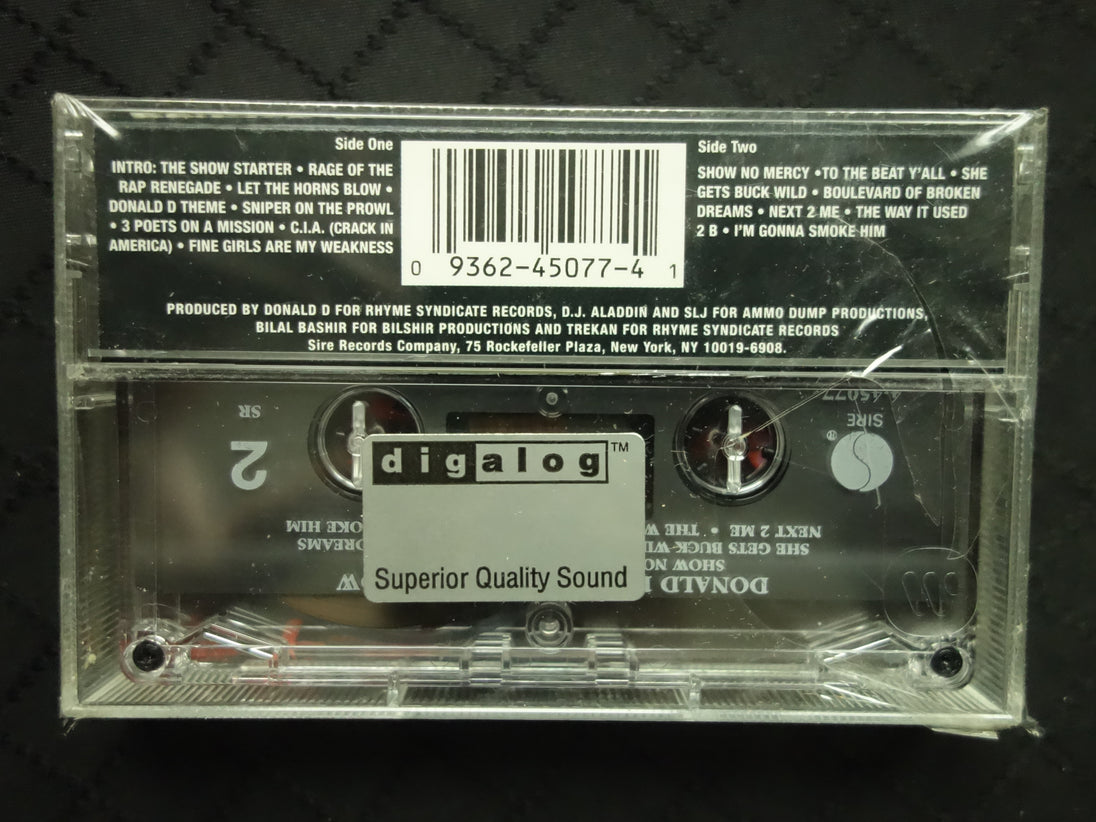 Side One
INTRO: THE SHOW STARTER • RAGE OF THE
RAP RENEGADE • LET THE HORNS BLOW •
DONALD D THEME • SNIPER ON THE PROWL
• 3 POETS ON A MISSION • C.I.A. (CRACK IN
AMERICA) • FINE GIRLS ARE MY WEAKNESS
0 9362-45077-4 1
Side Two
SHOW NO MERCY •TO THE BEAT Y'ALL • SHE
GETS BUCK WILD • BOULEVARD OF BROKEN
DREAMS • NEXT 2 ME • THE WAY IT USED
2 B • I'M GONNA SMOKE HIM
PRODUCED BY DONALD D FOR RHYME SYNDICATE RECORDS, D.J. ALADDIN AND SLJ FOR AMMO DUMP PRODUCTIONS,
BILAL BASHIR FOR BILSHIR PRODUCTIONS AND TREKAN FOR RHYME SYNDICATE RECORDS
Sire Records Company, 75 Rockefeller Plaza, New York, NY 10019-6908.
digalog™
Superior Quality Sound
DONALD
SHOW
SHE GETS BUCK-
DREAMS
NEXT 2 ME • THE
HIM
2
SR
SIRE
®
45077